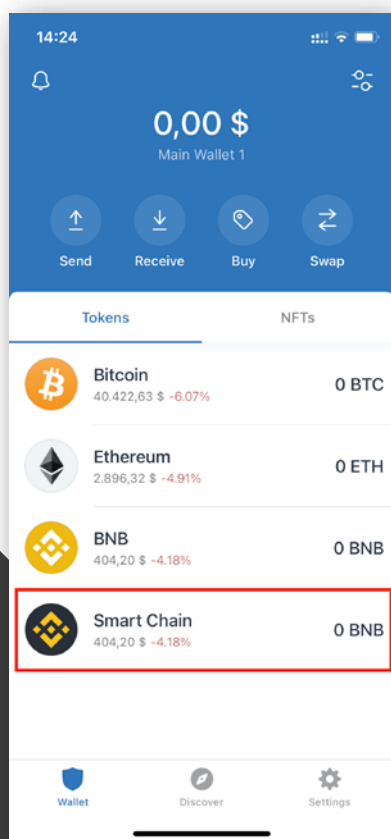 14:24
0,00 $
Main Wallet 1
Send Receive Buy Swap
Tokens NFTs
Bitcoin
0 BTC
40.422,63 $ -6.07%
Ethereum
0 ETH
2.896,32 $ -4.91%
BNB
0 BNB
404,20 $ -4.18%
Smart Chain
0 BNB
404,20 $ -4.18%
Wallet Discover Settings